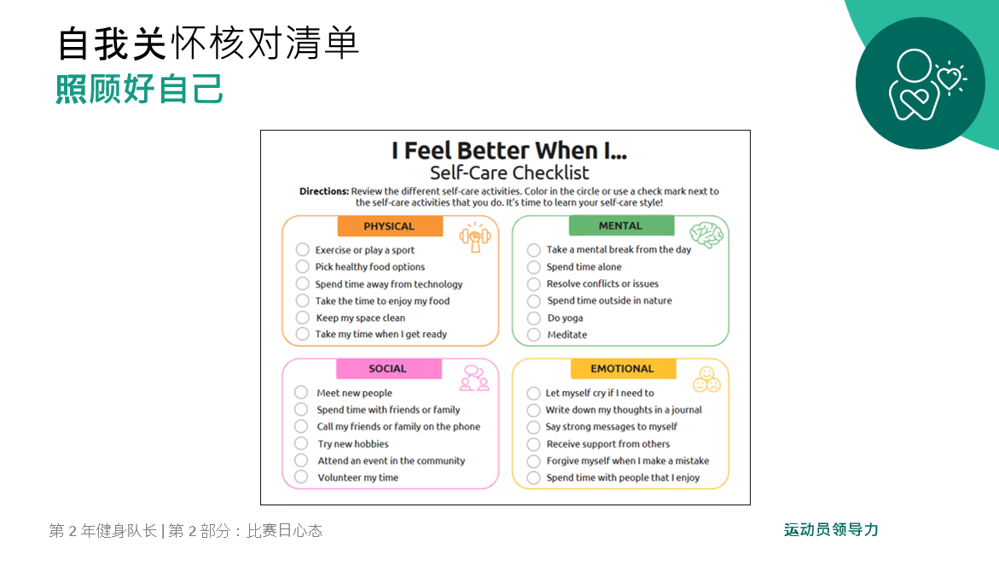 自我关怀核对清单
照顾好自己
I Feel Better When I...
Self-Care Checklist
Directions: Review the different self-care activities. Color in the circle or use a check mark next to
the self-care activities that you do. It's time to learn your self-care style!
PHYSICAL
Exercise or play a sport
Pick healthy food options
Spend time away from technology
Take the time to enjoy my food
Keep my space clean
Take my time when I get ready
MENTAL
Take a mental break from the day
Spend time alone
Resolve conflicts or issues
Spend time outside in nature
Do yoga
Meditate
SOCIAL
Meet new people
Spend time with friends or family
Call my friends or family on the phone
Try new hobbies
Attend an event in the community
Volunteer my time
EMOTIONAL
Let myself cry if I need to
Write down my thoughts in a journal
Say strong messages to myself
Receive support from others
Forgive myself when I make a mistake
Spend time with people that I enjoy
第 2 年健身队长 | 第 2 部分：比赛日心态
运动员领导力